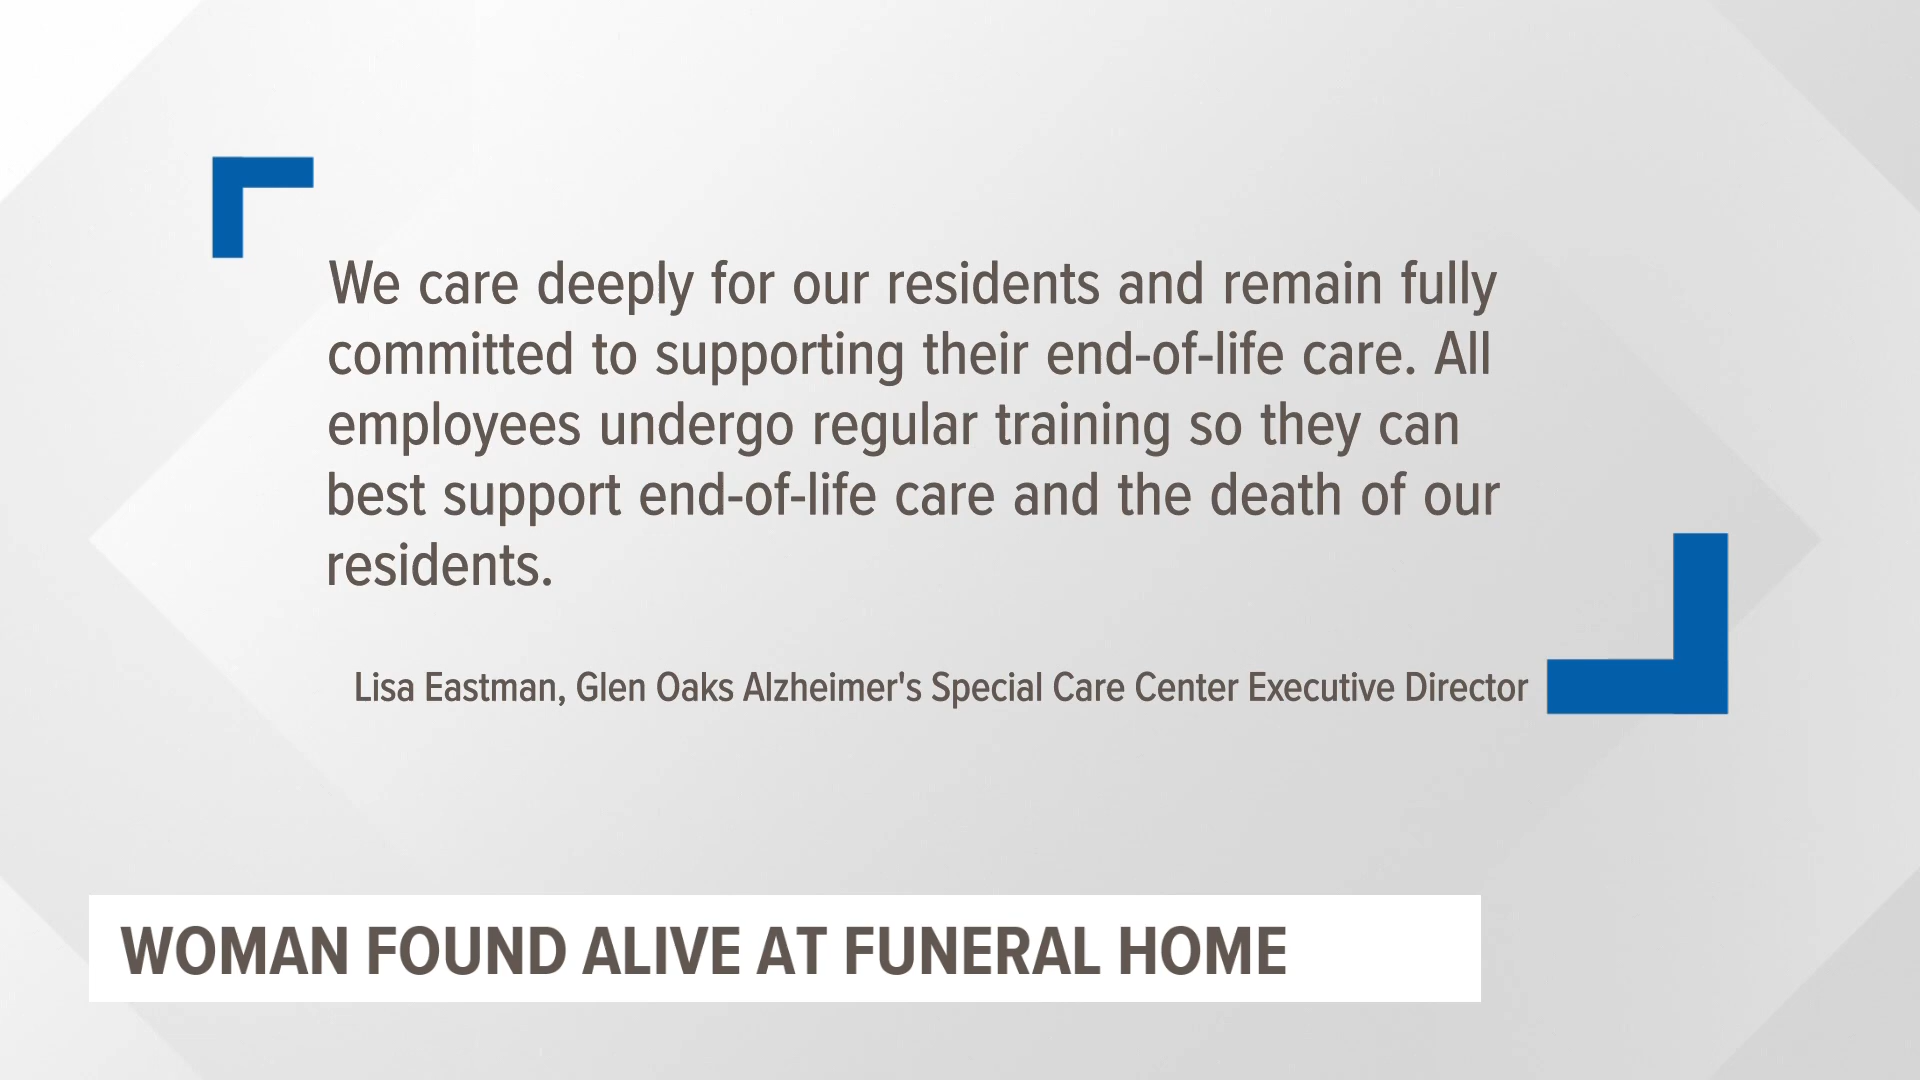 We care deeply for our residents and remain fully
committed to supporting their end-of-life care. All
employees undergo regular training so they can
best support end-of-life care and the death of our
residents.
Lisa Eastman, Glen Oaks Alzheimer's Special Care Center Executive Director
WOMAN FOUND ALIVE AT FUNERAL HOME